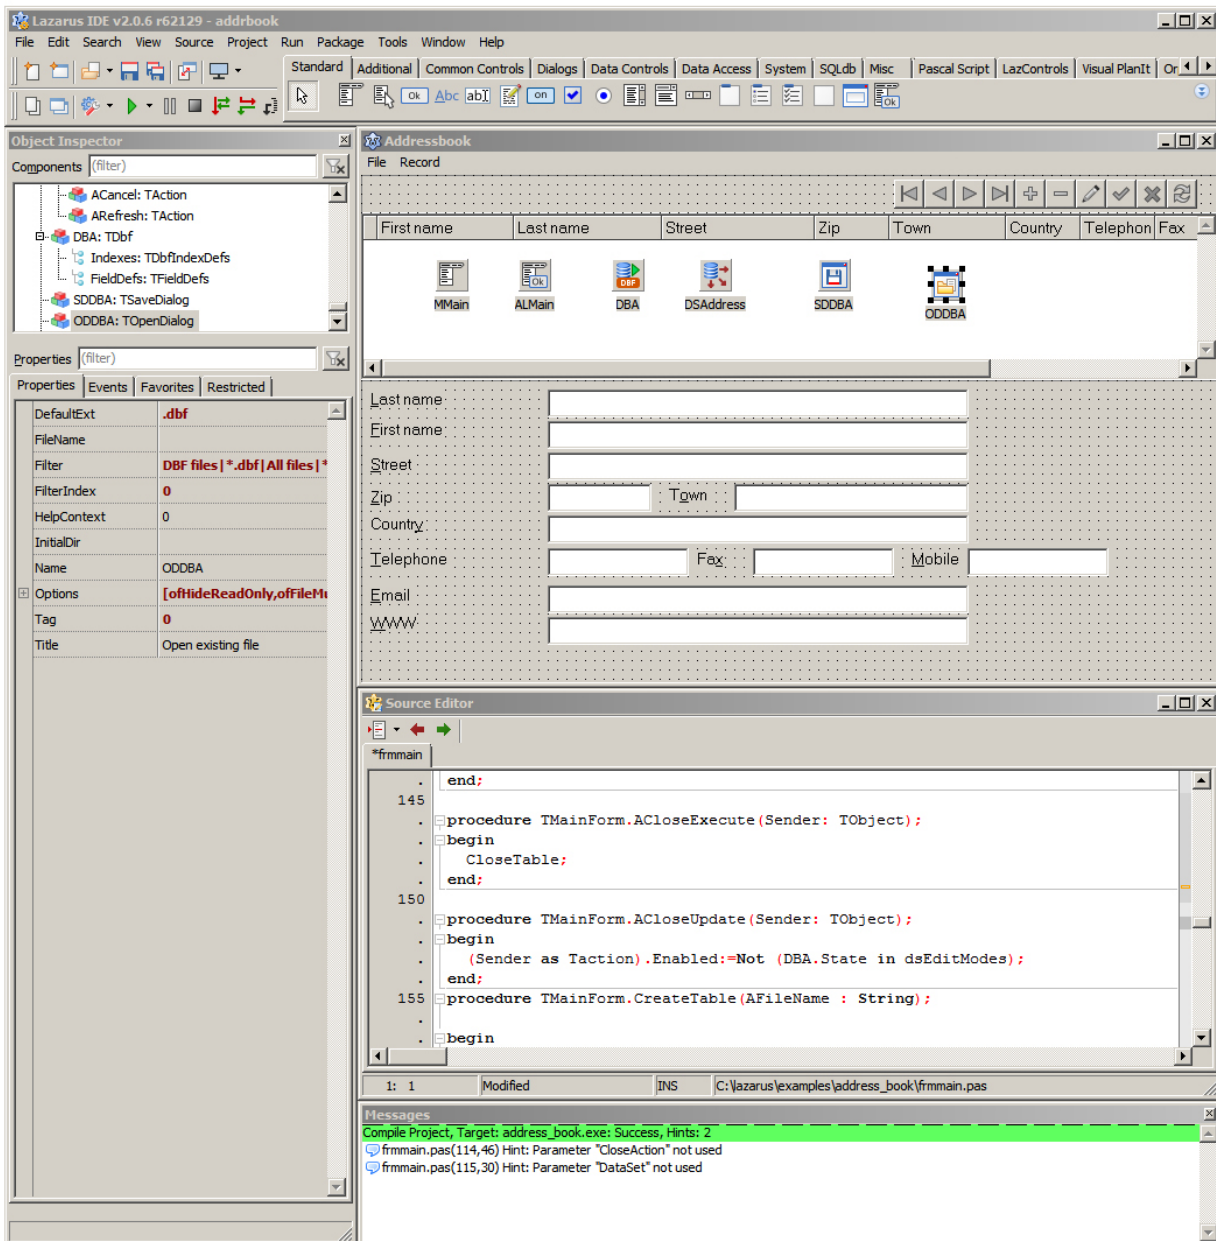 Lazarus IDE v2.0.6 r62129 - addrbook
File Edit Search View Source Project Run Package Tools Window Help
Standard Additional Common Controls Dialogs Data Controls Data Access System SQLdb Misc Pascal Script LazControls Visual PlanIt Or
Ok Abc abI on
Ok
Object Inspector
Components (filter)
ACancel: TAction
ARefresh: TAction
DBA: TDbf
Indexes: TDbfIndexDefs
FieldDefs: TFieldDefs
SDDBA: TSaveDialog
ODDBA: TOpenDialog
Properties (filter)
Properties Events Favorites Restricted
DefaultExt .dbf
FileName
Filter DBF files|*.dbf|All files|*
FilterIndex 0
HelpContext 0
InitialDir
Name ODDBA
Options [ofHideReadOnly,ofFileMu
Tag 0
Title Open existing file
Addressbook
File Record
First name Last name Street Zip Town Country Telephon Fax
Ok DBF
MMain ALMain DBA DSAddress SDDBA ODDBA
Last name
First name
Street
Zip Town
Country
Telephone Fax Mobile
Email
WWW
Source Editor
*frmmain
. end;
145
. procedure TMainForm.ACloseExecute(Sender: TObject);
. begin
. CloseTable;
. end;
150
. procedure TMainForm.ACloseUpdate(Sender: TObject);
. begin
. (Sender as Taction).Enabled:=Not (DBA.State in dsEditModes);
. end;
155 procedure TMainForm.CreateTable(AFileName : String);
.
. begin
1: 1 Modified INS C:\lazarus\examples\address_book\frmmain.pas
Messages
Compile Project, Target: address_book.exe: Success, Hints: 2
frmmain.pas(114,46) Hint: Parameter "CloseAction" not used
frmmain.pas(115,30) Hint: Parameter "DataSet" not used